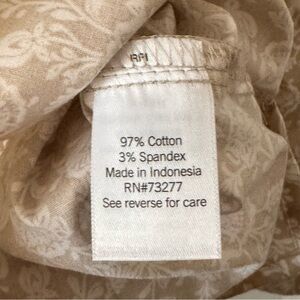 97% Cotton
3% Spandex
Made in Indonesia
RN#73277
See reverse for care